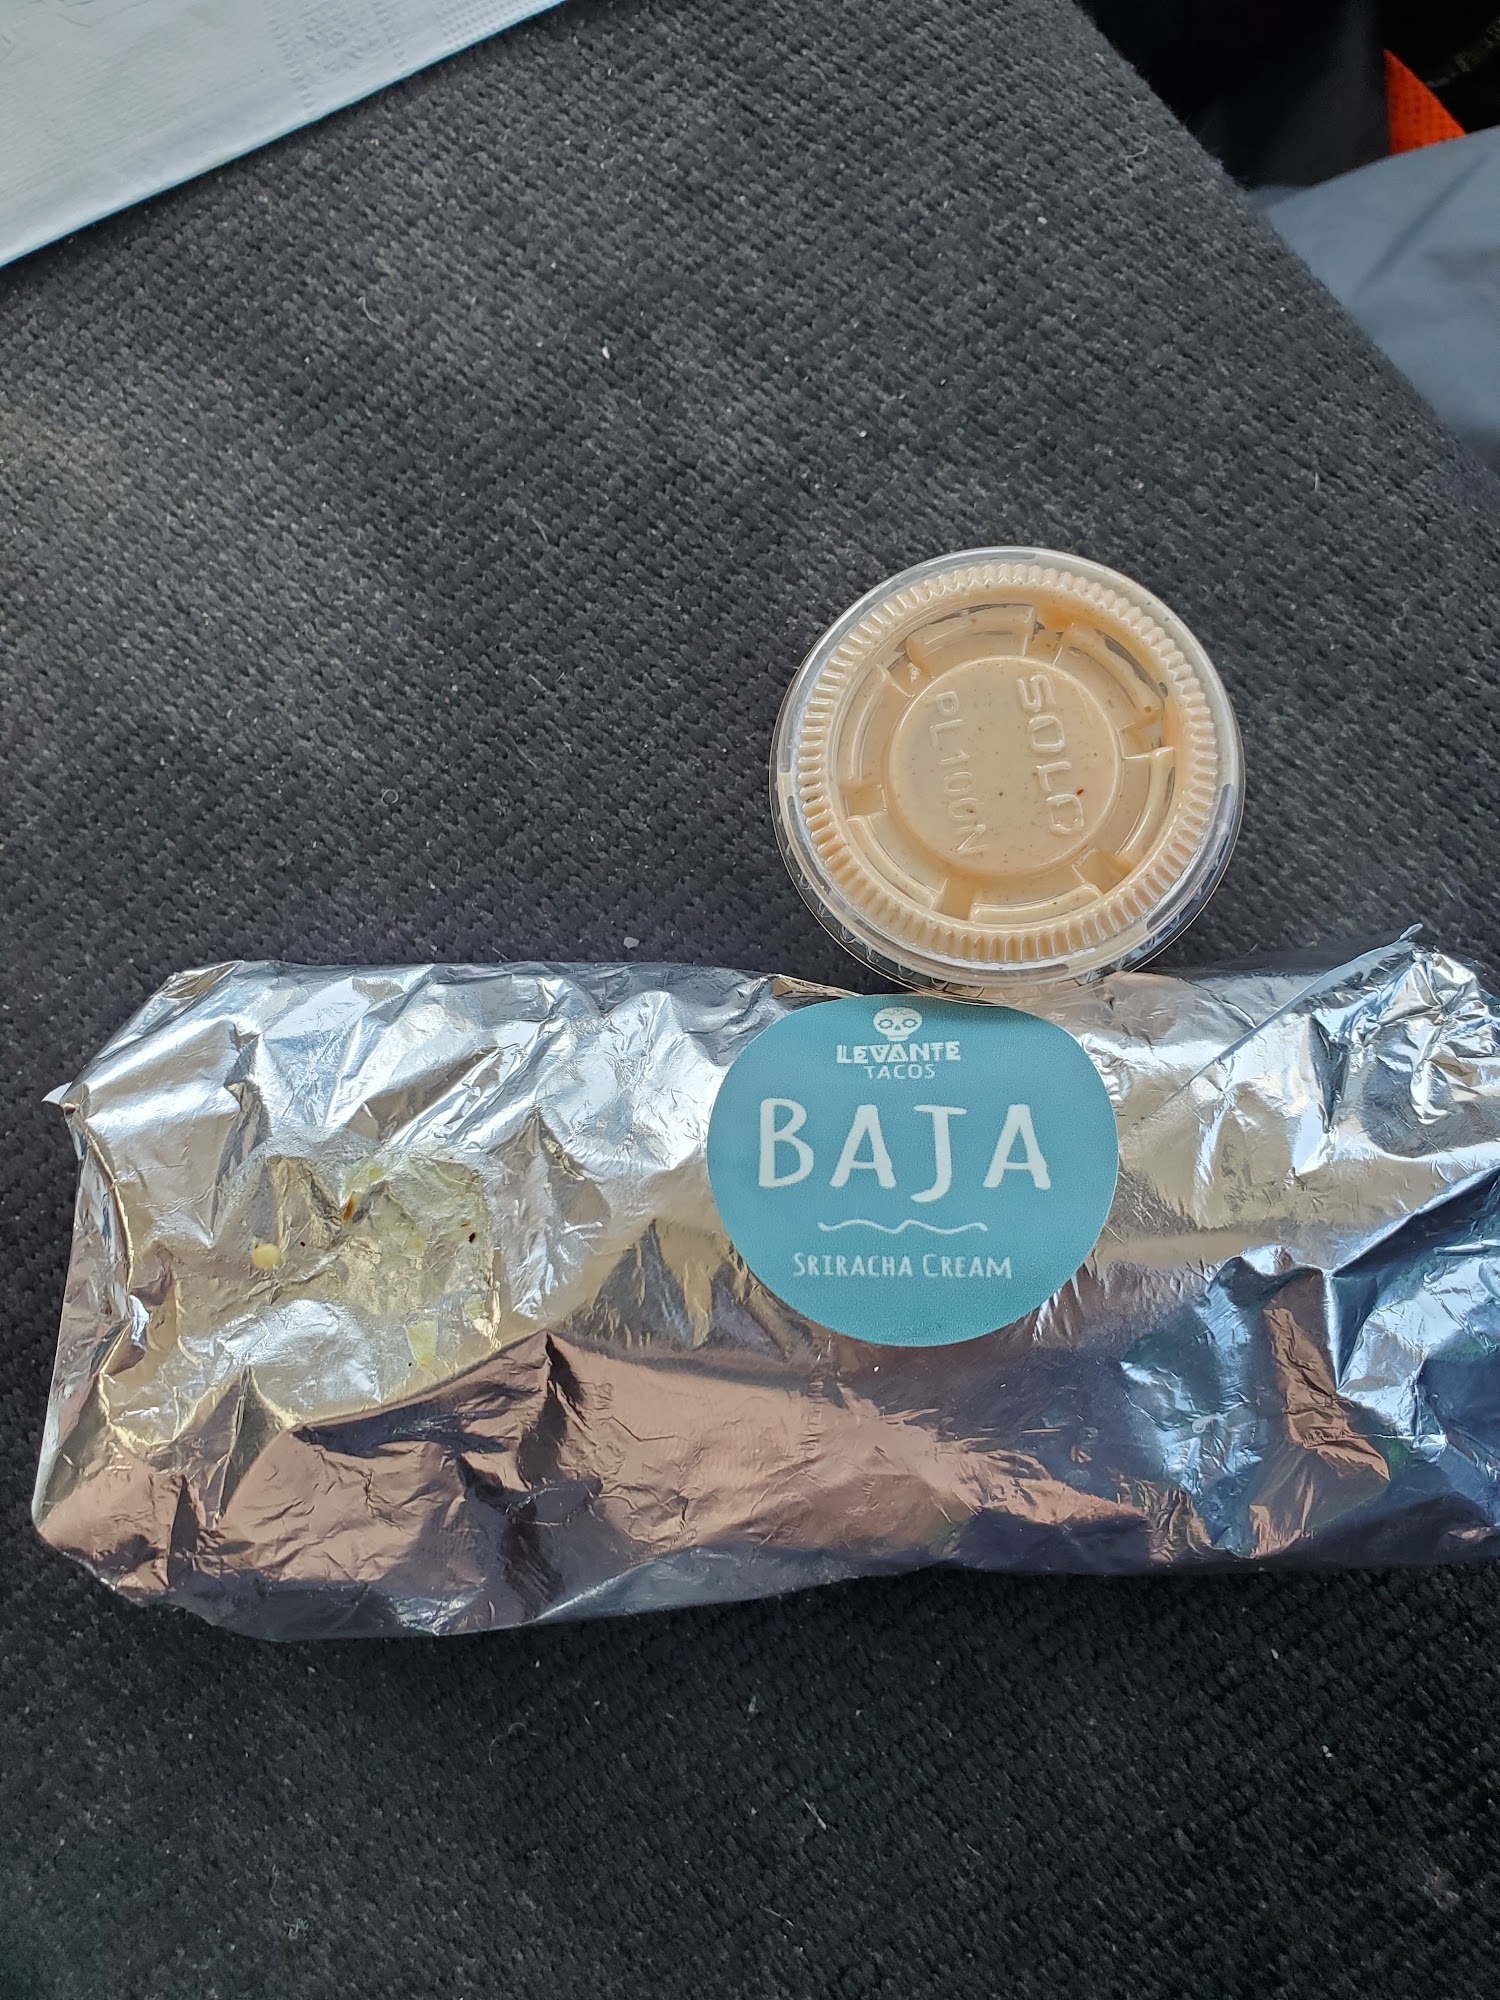 SOLO
PL100N
LEVANTE
TACOS
BAJA
SRIRACHA CREAM